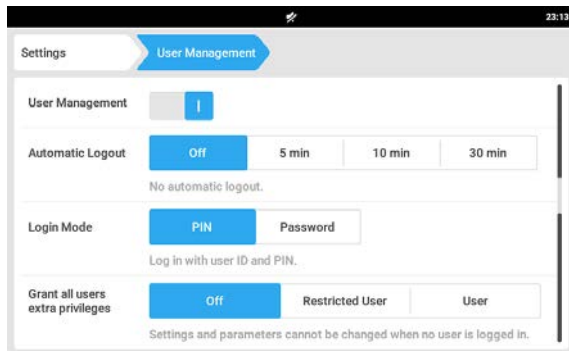 23:13
Settings
User Management
User Management
I
Automatic Logout
Off
5 min
10 min
30 min
No automatic logout.
Login Mode
PIN
Password
Log in with user ID and PIN.
Grant all users
extra privileges
Off
Restricted User
User
Settings and parameters cannot be changed when no user is logged in.